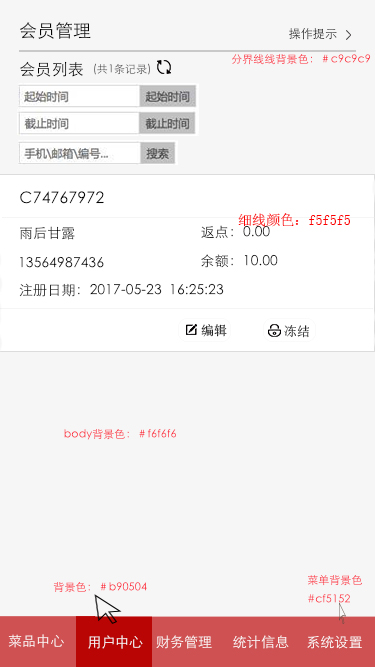 会员管理
操作提示
分界线线背景色：#c9c9c9
会员列表 (共1条记录)
起始时间 起始时间
截止时间 截止时间
手机\邮箱\编号... 搜索
C74767972
细线颜色：f5f5f5
雨后甘露 返点：0.00
13564987436 余额：10.00
注册日期：2017-05-23 16:25:23
编辑 冻结
body背景色：#f6f6f6
背景色：#b90504
菜单背景色
#cf5152
菜品中心 用户中心 财务管理 统计信息 系统设置